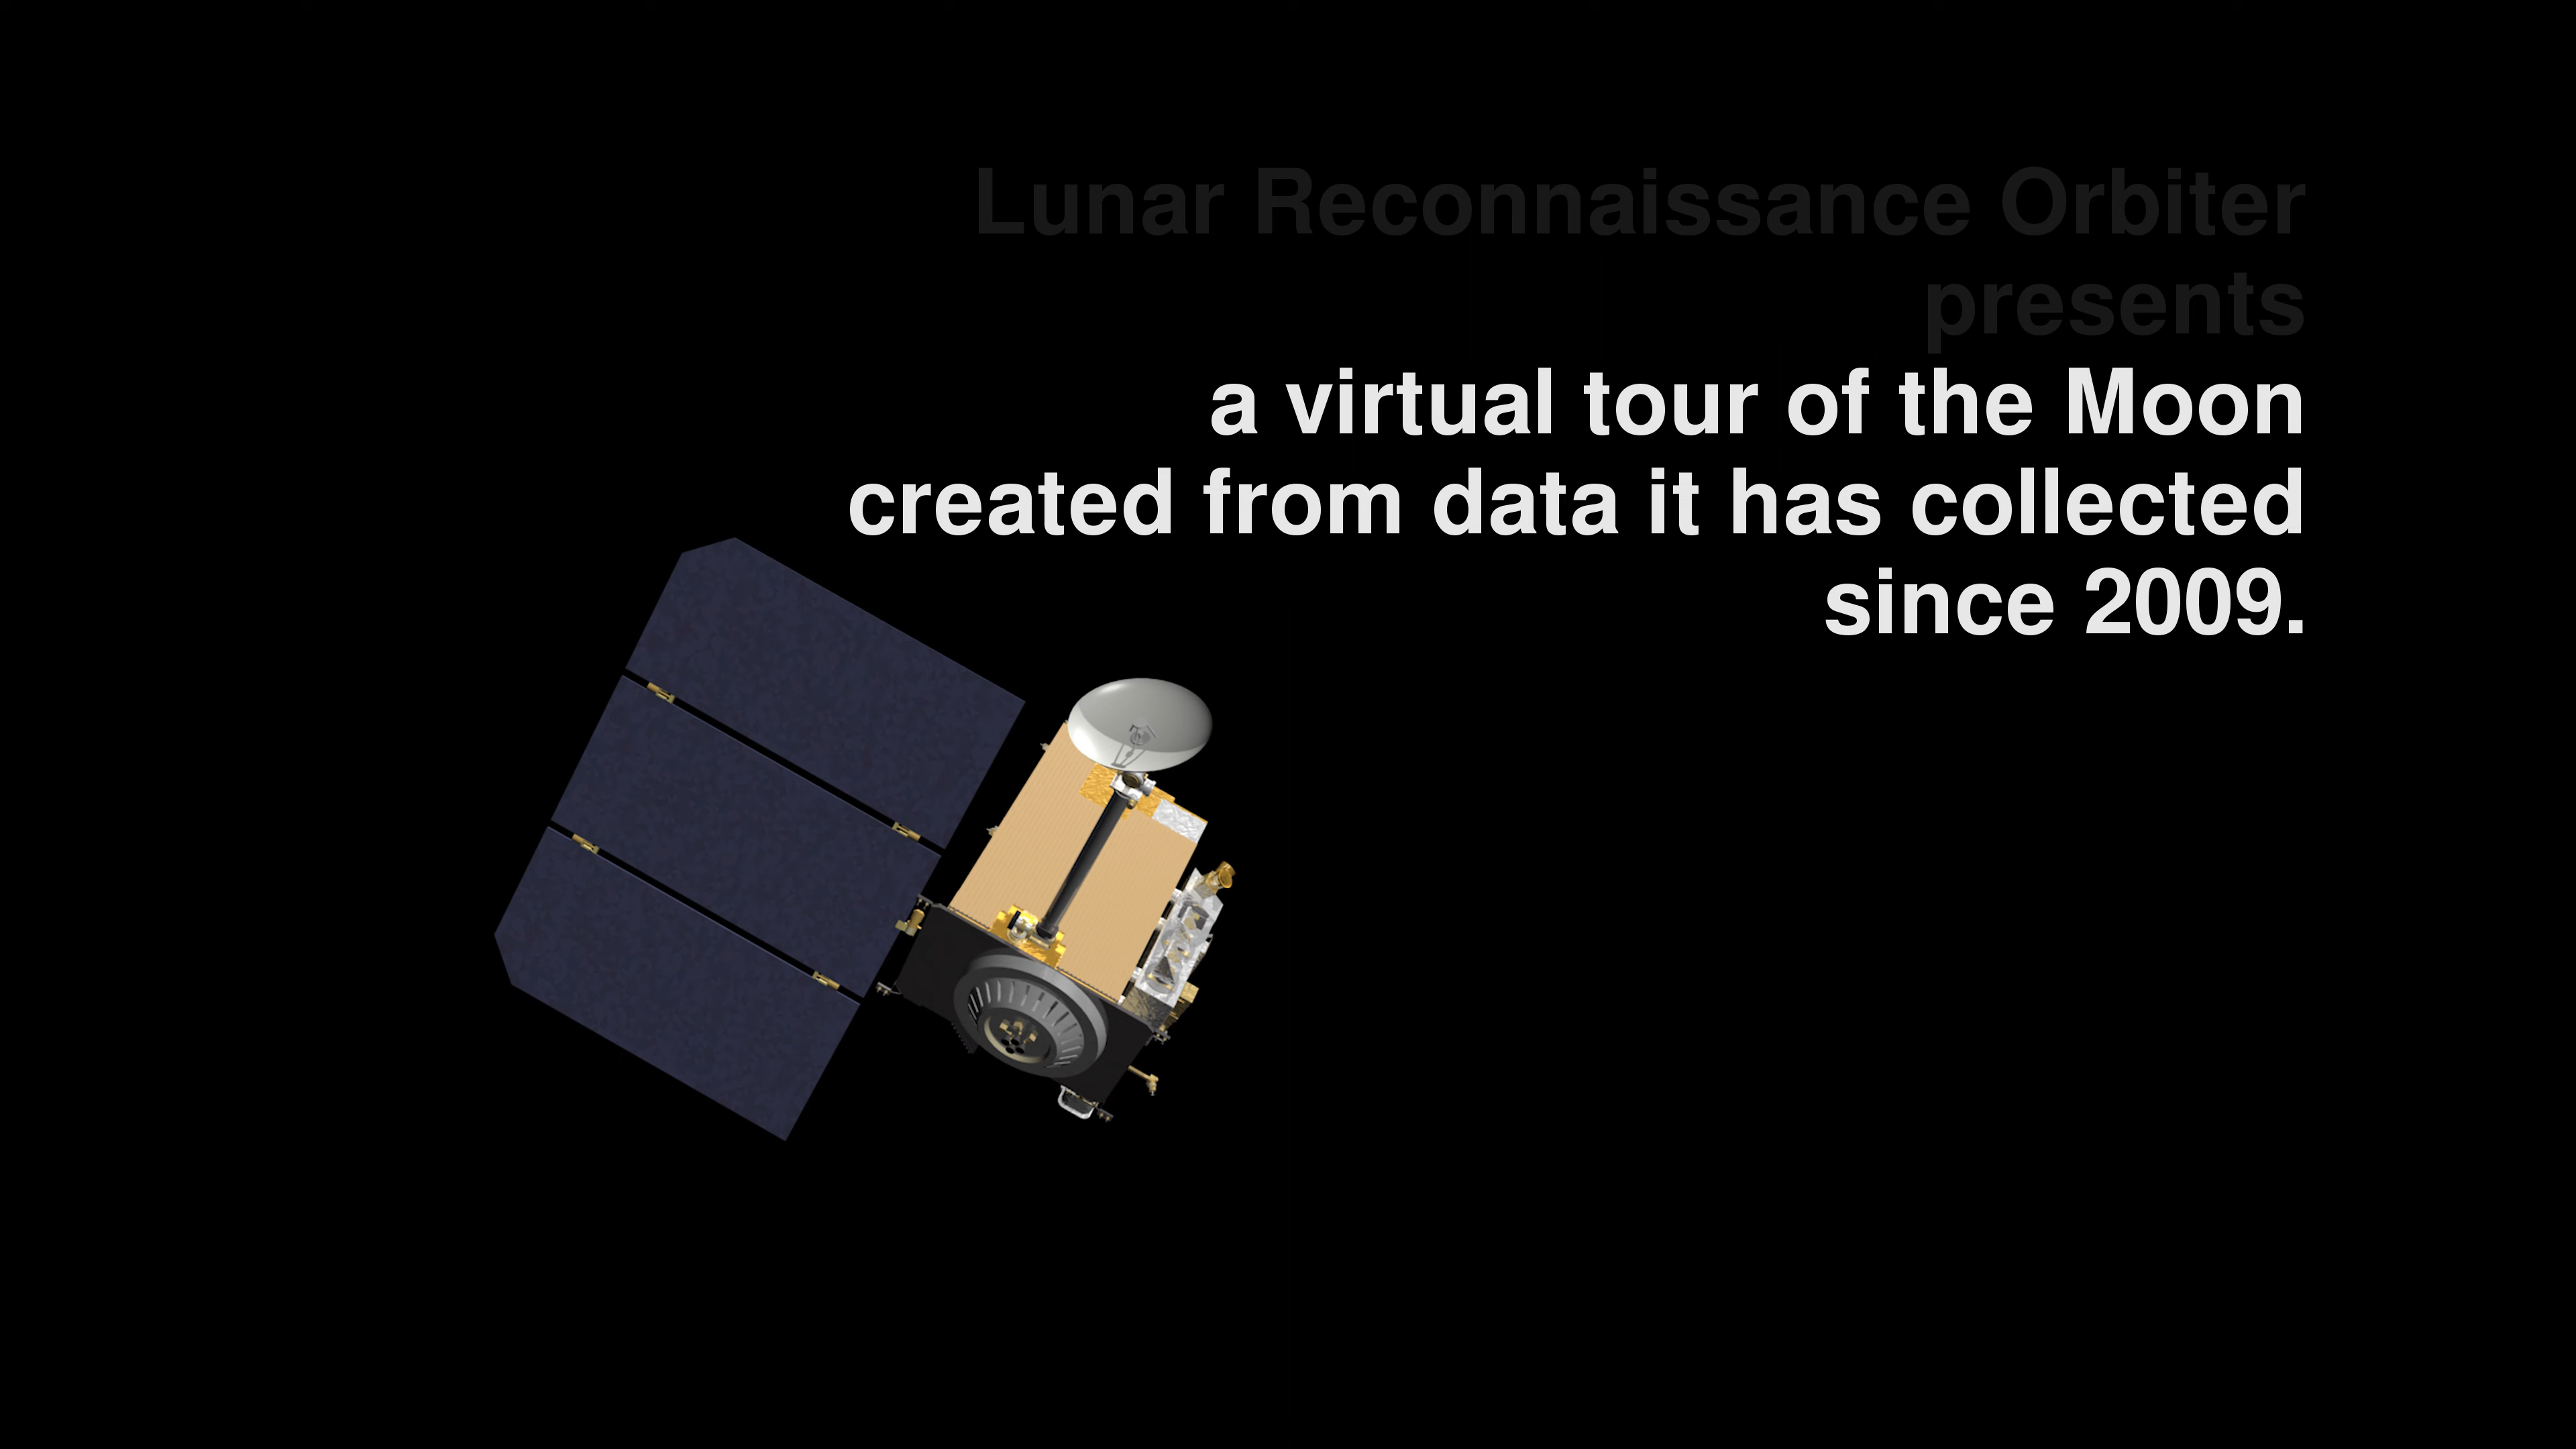 Lunar Reconnaissance Orbiter
presents
a virtual tour of the Moon
created from data it has collected
since 2009.